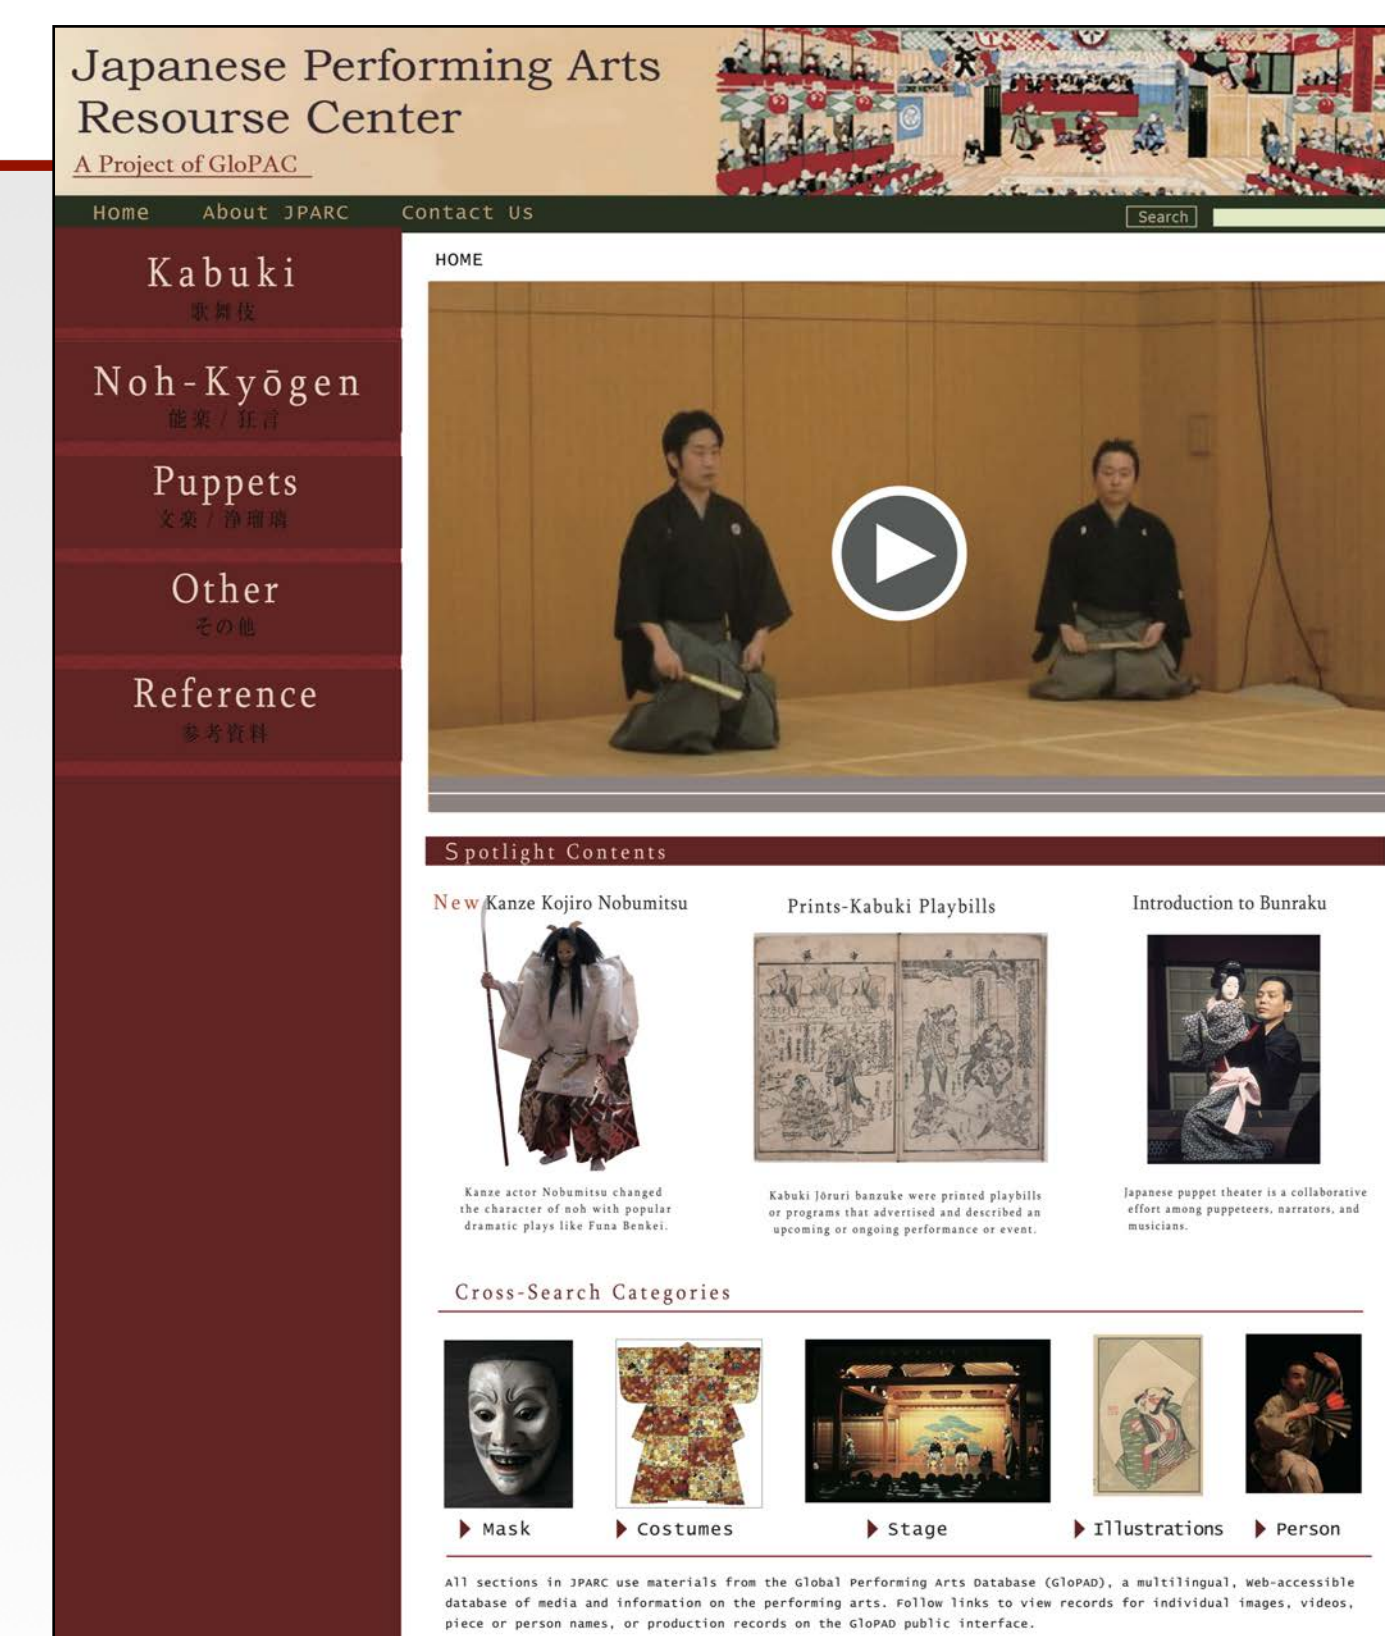 Japanese Performing Arts
Resourse Center
A Project of GloPAC
Home About JPARC Contact Us Search
Kabuki
歌舞伎
Noh-Kyōgen
能楽 / 狂言
Puppets
文楽 / 浄瑠璃
Other
その他
Reference
参考資料
HOME
Spotlight Contents
New Kanze Kojiro Nobumitsu
Kanze actor Nobumitsu changed
the character of noh with popular
dramatic plays like Funa Benkei.
Prints-Kabuki Playbills
Kabuki Jōruri banzuke were printed playbills
or programs that advertised and described an
upcoming or ongoing performance or event.
Introduction to Bunraku
Japanese puppet theater is a collaborative
effort among puppeteers, narrators, and
musicians.
Cross-Search Categories
Mask
Costumes
Stage
Illustrations
Person
All sections in JPARC use materials from the Global Performing Arts Database (GloPAD), a multilingual, Web-accessible
database of media and information on the performing arts. Follow links to view records for individual images, videos,
piece or person names, or production records on the GloPAD public interface.